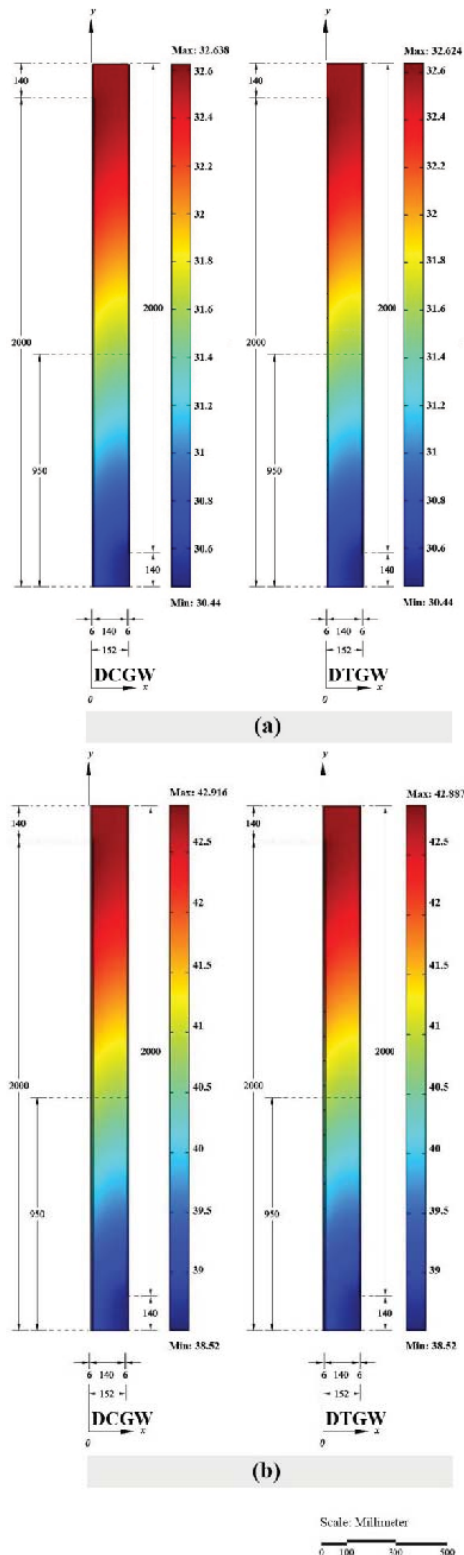 y
y
Max: 32.638
Max: 32.624
140
32.6
140
32.6
32.4
32.4
32.2
32.2
32
32
31.8
31.8
2000
2000
31.6
31.6
2000
2000
31.4
31.4
31.2
31.2
950
31
950
31
30.8
30.8
30.6
30.6
140
140
Min: 30.44
Min: 30.44
6 140 6
6 140 6
152
152
DCGW
DTGW
x
x
0
0
(a)
y
y
Max: 42.916
Max: 42.887
140
140
42.5
42.5
42
42
41.5
41.5
41
41
2000
2000
2000
2000
40.5
40.5
40
40
950
950
39.5
39.5
39
39
140
140
Min: 38.52
Min: 38.52
6 140 6
6 140 6
152
152
DCGW
DTGW
x
x
0
0
(b)
Scale: Millimeter
0 100 300 500